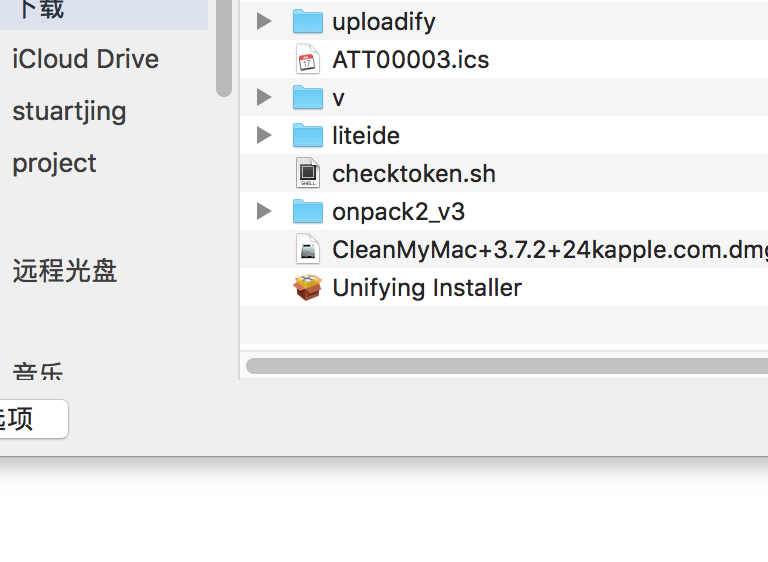 下载
iCloud Drive
stuartjing
project
远程光盘
音乐
选项
uploadify
ATT00003.ics
v
liteide
checktoken.sh
onpack2_v3
CleanMyMac+3.7.2+24kapple.com.dmg
Unifying Installer